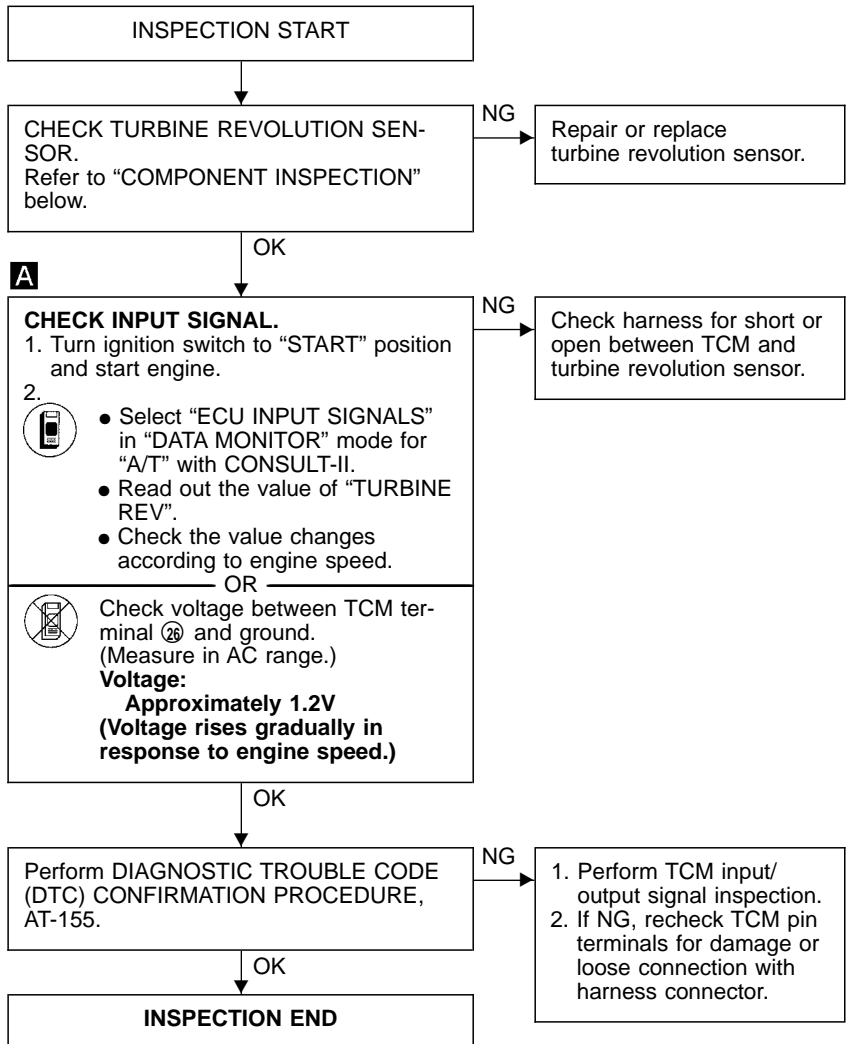 INSPECTION START
CHECK TURBINE REVOLUTION SEN-
SOR.
Refer to “COMPONENT INSPECTION”
below.
NG
Repair or replace
turbine revolution sensor.
OK
A
CHECK INPUT SIGNAL.
1. Turn ignition switch to “START” position
and start engine.
2.
● Select “ECU INPUT SIGNALS”
in “DATA MONITOR” mode for
“A/T” with CONSULT-II.
● Read out the value of “TURBINE
REV”.
● Check the value changes
according to engine speed.
OR
Check voltage between TCM ter-
minal ㉖ and ground.
(Measure in AC range.)
Voltage:
Approximately 1.2V
(Voltage rises gradually in
response to engine speed.)
NG
Check harness for short or
open between TCM and
turbine revolution sensor.
OK
Perform DIAGNOSTIC TROUBLE CODE
(DTC) CONFIRMATION PROCEDURE,
AT-155.
NG
1. Perform TCM input/
output signal inspection.
2. If NG, recheck TCM pin
terminals for damage or
loose connection with
harness connector.
OK
INSPECTION END